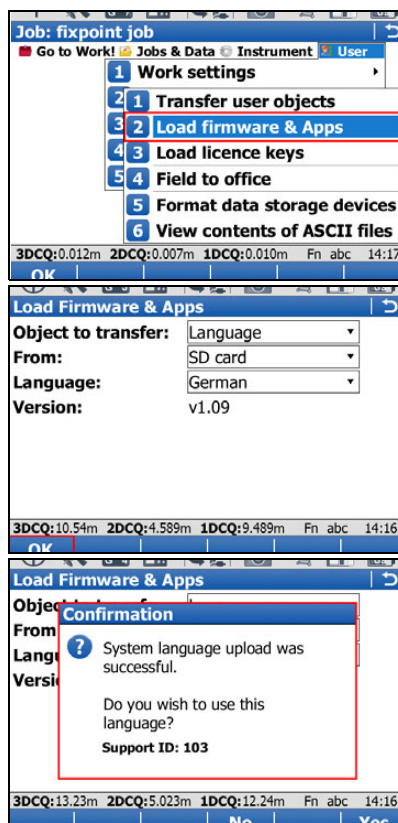 Job: fixpoint job
Go to Work! Jobs & Data Instrument User
1 Work settings
2 1 Transfer user objects
3 2 Load firmware & Apps
4 3 Load licence keys
5 4 Field to office
5 Format data storage devices
6 View contents of ASCII files
3DCQ:0.012m 2DCQ:0.007m 1DCQ:0.010m Fn abc 14:17
OK
Load Firmware & Apps
Object to transfer: Language
From: SD card
Language: German
Version: v1.09
3DCQ:10.54m 2DCQ:4.589m 1DCQ:9.489m Fn abc 14:16
OK
Load Firmware & Apps
Obje
Confirmation
From
System language upload was
Langu
successful.
Versi
Do you wish to use this
language?
Support ID: 103
3DCQ:13.23m 2DCQ:5.023m 1DCQ:12.24m Fn abc 14:16
No Yes